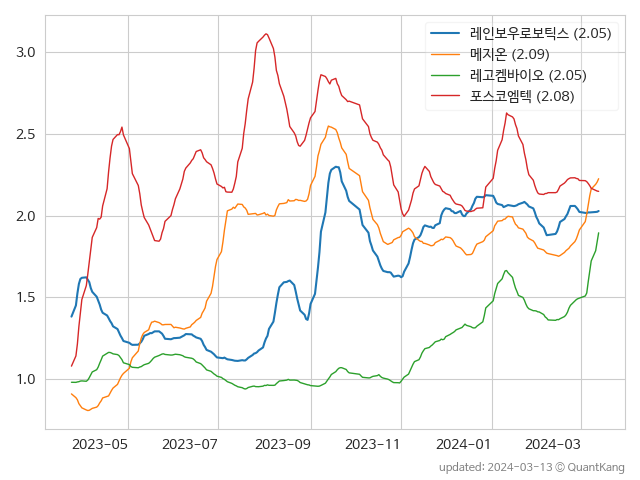 레인보우로보틱스 (2.05)
메지온 (2.09)
레고켐바이오 (2.05)
포스코엠텍 (2.08)
3.0
2.5
2.0
1.5
1.0
2023-05 2023-07 2023-09 2023-11 2024-01 2024-03
updated: 2024-03-13 © QuantKang